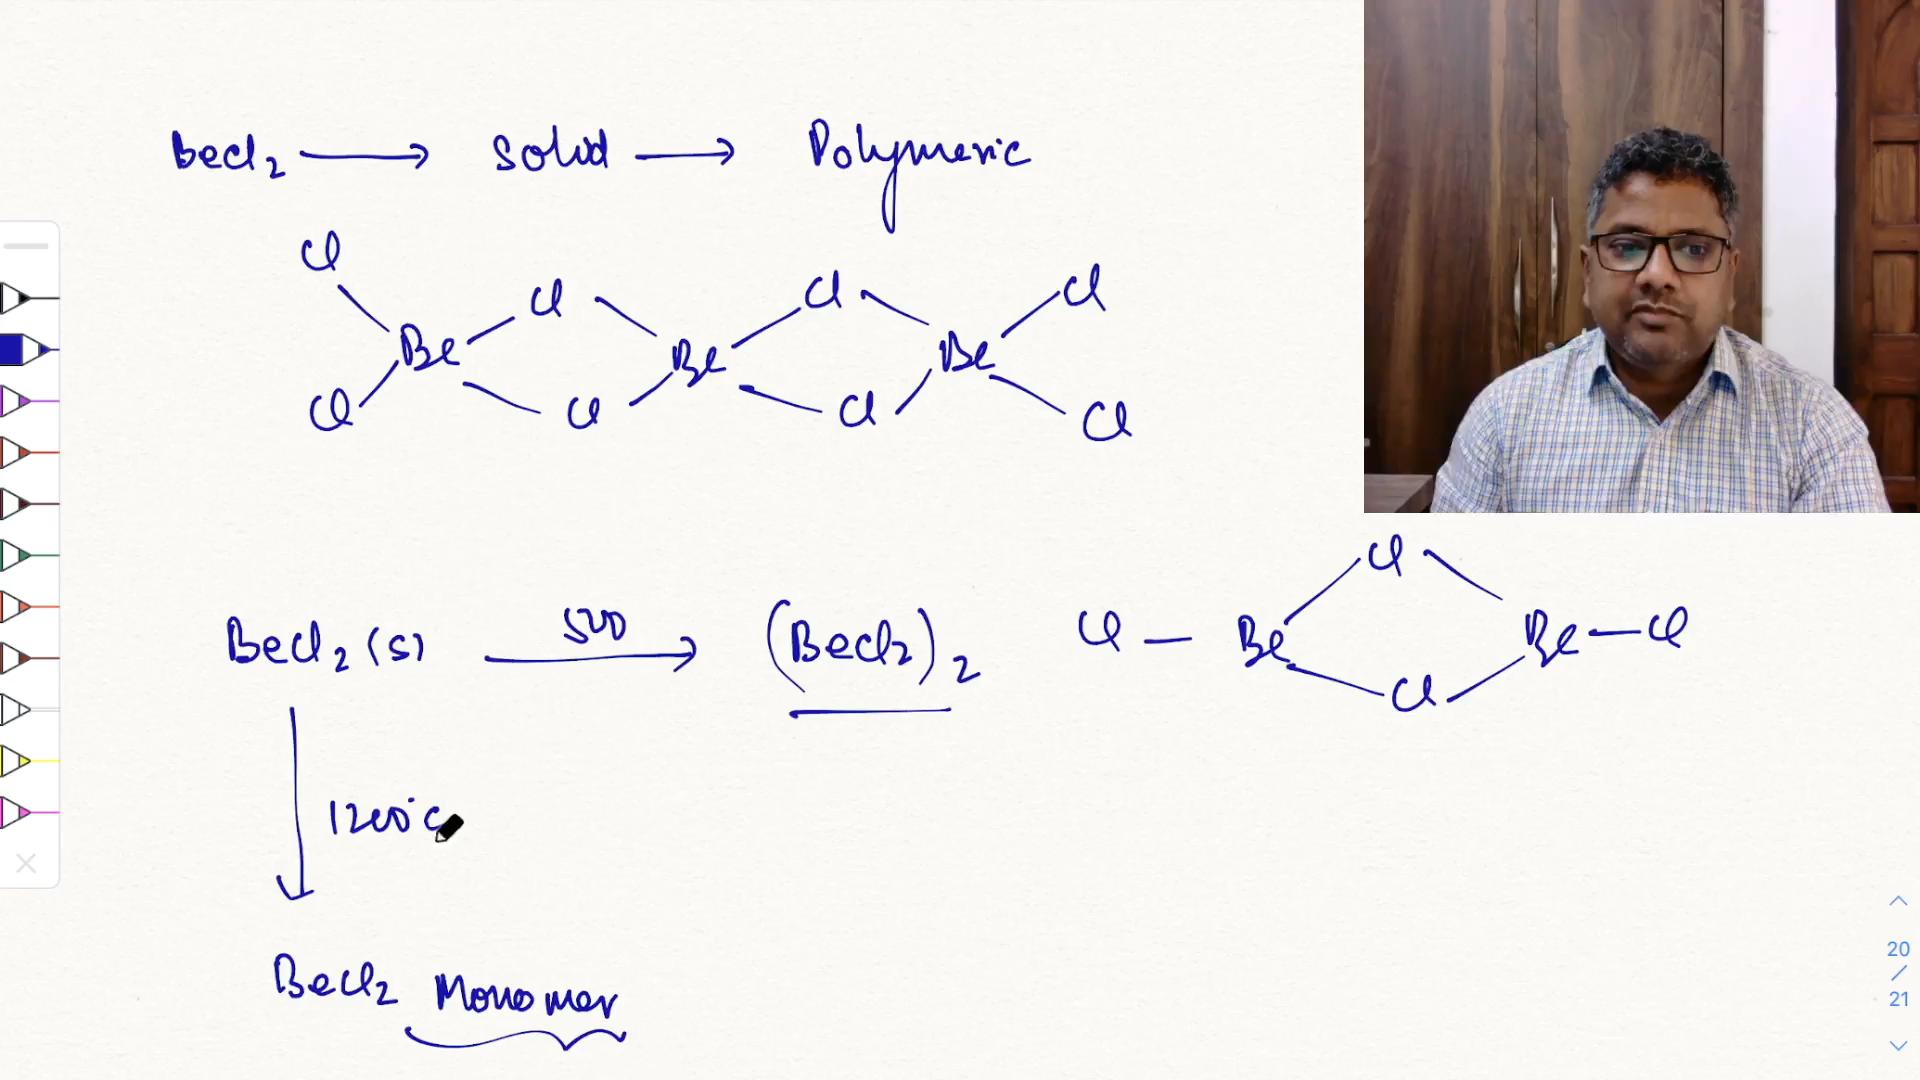 BeCl2 → Solid → Polymeric
Cl
Cl Cl Cl
Be Be Be
Cl Cl Cl Cl
Cl
BeCl2 (s) 500 → (BeCl2)2 Cl — Be Be — Cl
Cl
1200°C
BeCl2 Monomer
20
/
21